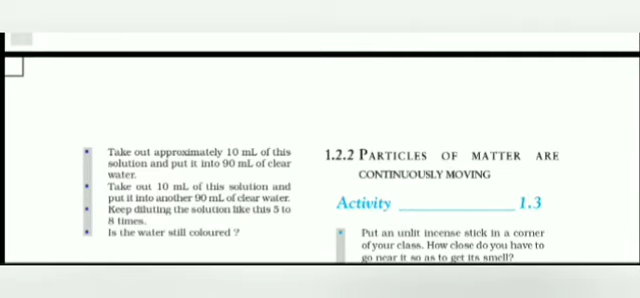 Take out approximately 10 mL of this
solution and put it into 90 mL of clear
water.
Take out 10 mL of this solution and
put it into another 90 mL of clear water.
Keep diluting the solution like this 5 to
8 times.
Is the water still coloured ?
1.2.2 PARTICLES OF MATTER ARE
CONTINUOUSLY MOVING
Activity ______________ 1.3
Put an unlit incense stick in a corner
of your class. How close do you have to
go near it so as to get its smell?